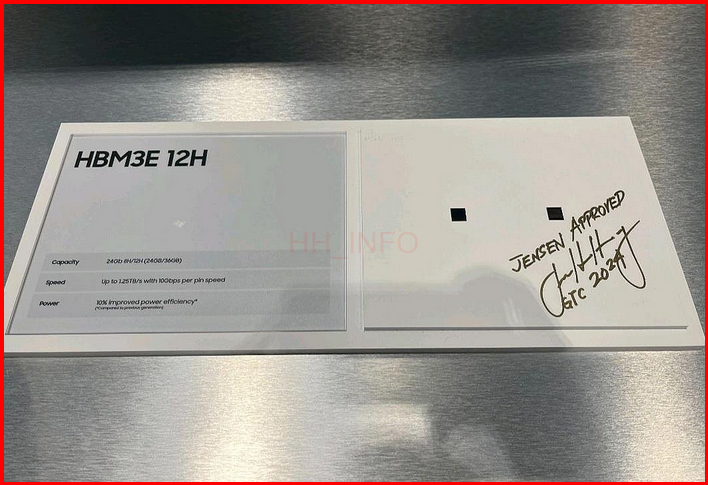 HBM3E 12H
Capacity 24Gb 8H/12H (24GB/36GB)
Speed Up to 1.25TB/s with 10Gbps per pin speed
Power 10% improved power efficiency*
(*Compared to previous generation)
HH_INFO
JENSEN APPROVED
GTC 2024